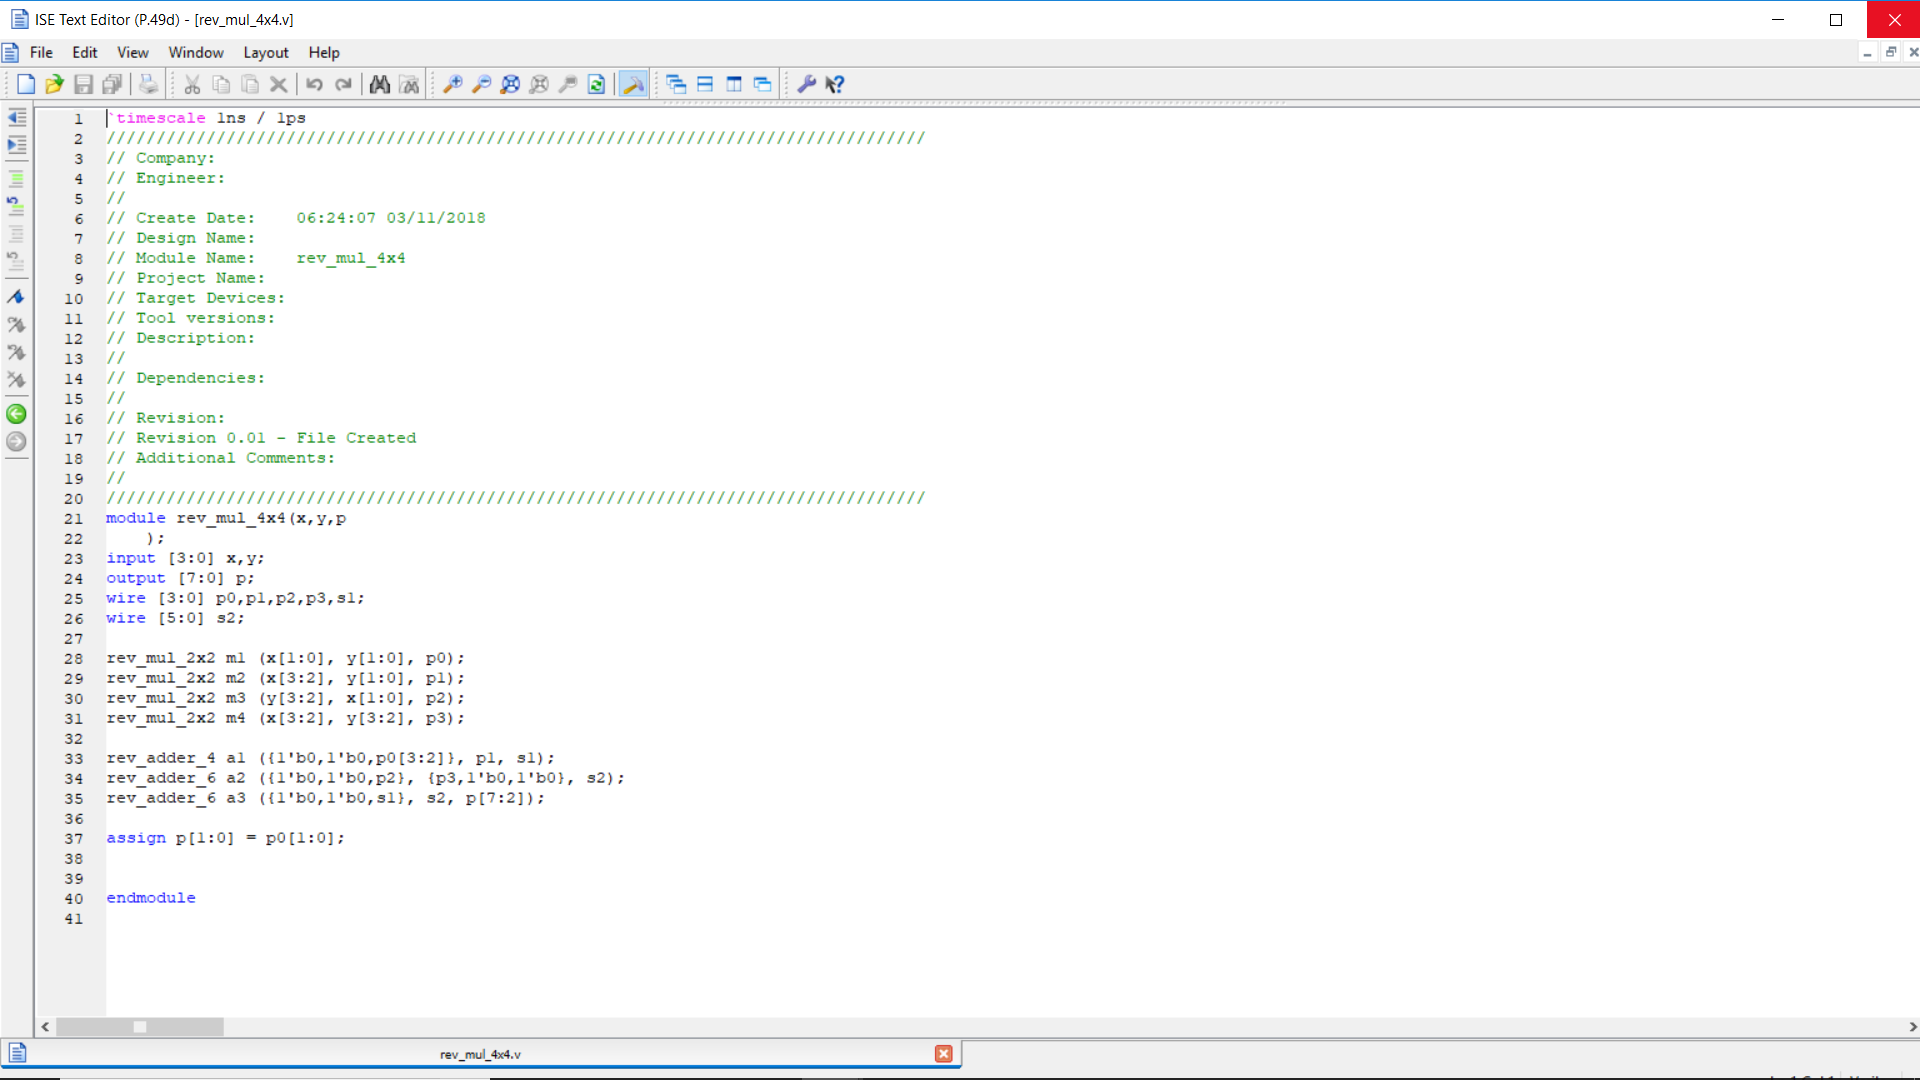 ISE Text Editor (P.49d) - [rev_mul_4x4.v]
File Edit View Window Layout Help
1 `timescale 1ns / 1ps
2 //////////////////////////////////////////////////////////////////////////////////
3 // Company:
4 // Engineer:
5 //
6 // Create Date:    06:24:07 03/11/2018
7 // Design Name:
8 // Module Name:    rev_mul_4x4
9 // Project Name:
10 // Target Devices:
11 // Tool versions:
12 // Description:
13 //
14 // Dependencies:
15 //
16 // Revision:
17 // Revision 0.01 - File Created
18 // Additional Comments:
19 //
20 //////////////////////////////////////////////////////////////////////////////////
21 module rev_mul_4x4(x,y,p
22     );
23 input [3:0] x,y;
24 output [7:0] p;
25 wire [3:0] p0,p1,p2,p3,s1;
26 wire [5:0] s2;
27
28 rev_mul_2x2 m1 (x[1:0], y[1:0], p0);
29 rev_mul_2x2 m2 (x[3:2], y[1:0], p1);
30 rev_mul_2x2 m3 (y[3:2], x[1:0], p2);
31 rev_mul_2x2 m4 (x[3:2], y[3:2], p3);
32
33 rev_adder_4 a1 ({1'b0,1'b0,p0[3:2]}, p1, s1);
34 rev_adder_6 a2 ({1'b0,1'b0,p2}, {p3,1'b0,1'b0}, s2);
35 rev_adder_6 a3 ({1'b0,1'b0,s1}, s2, p[7:2]);
36
37 assign p[1:0] = p0[1:0];
38
39
40 endmodule
41
rev_mul_4x4.v